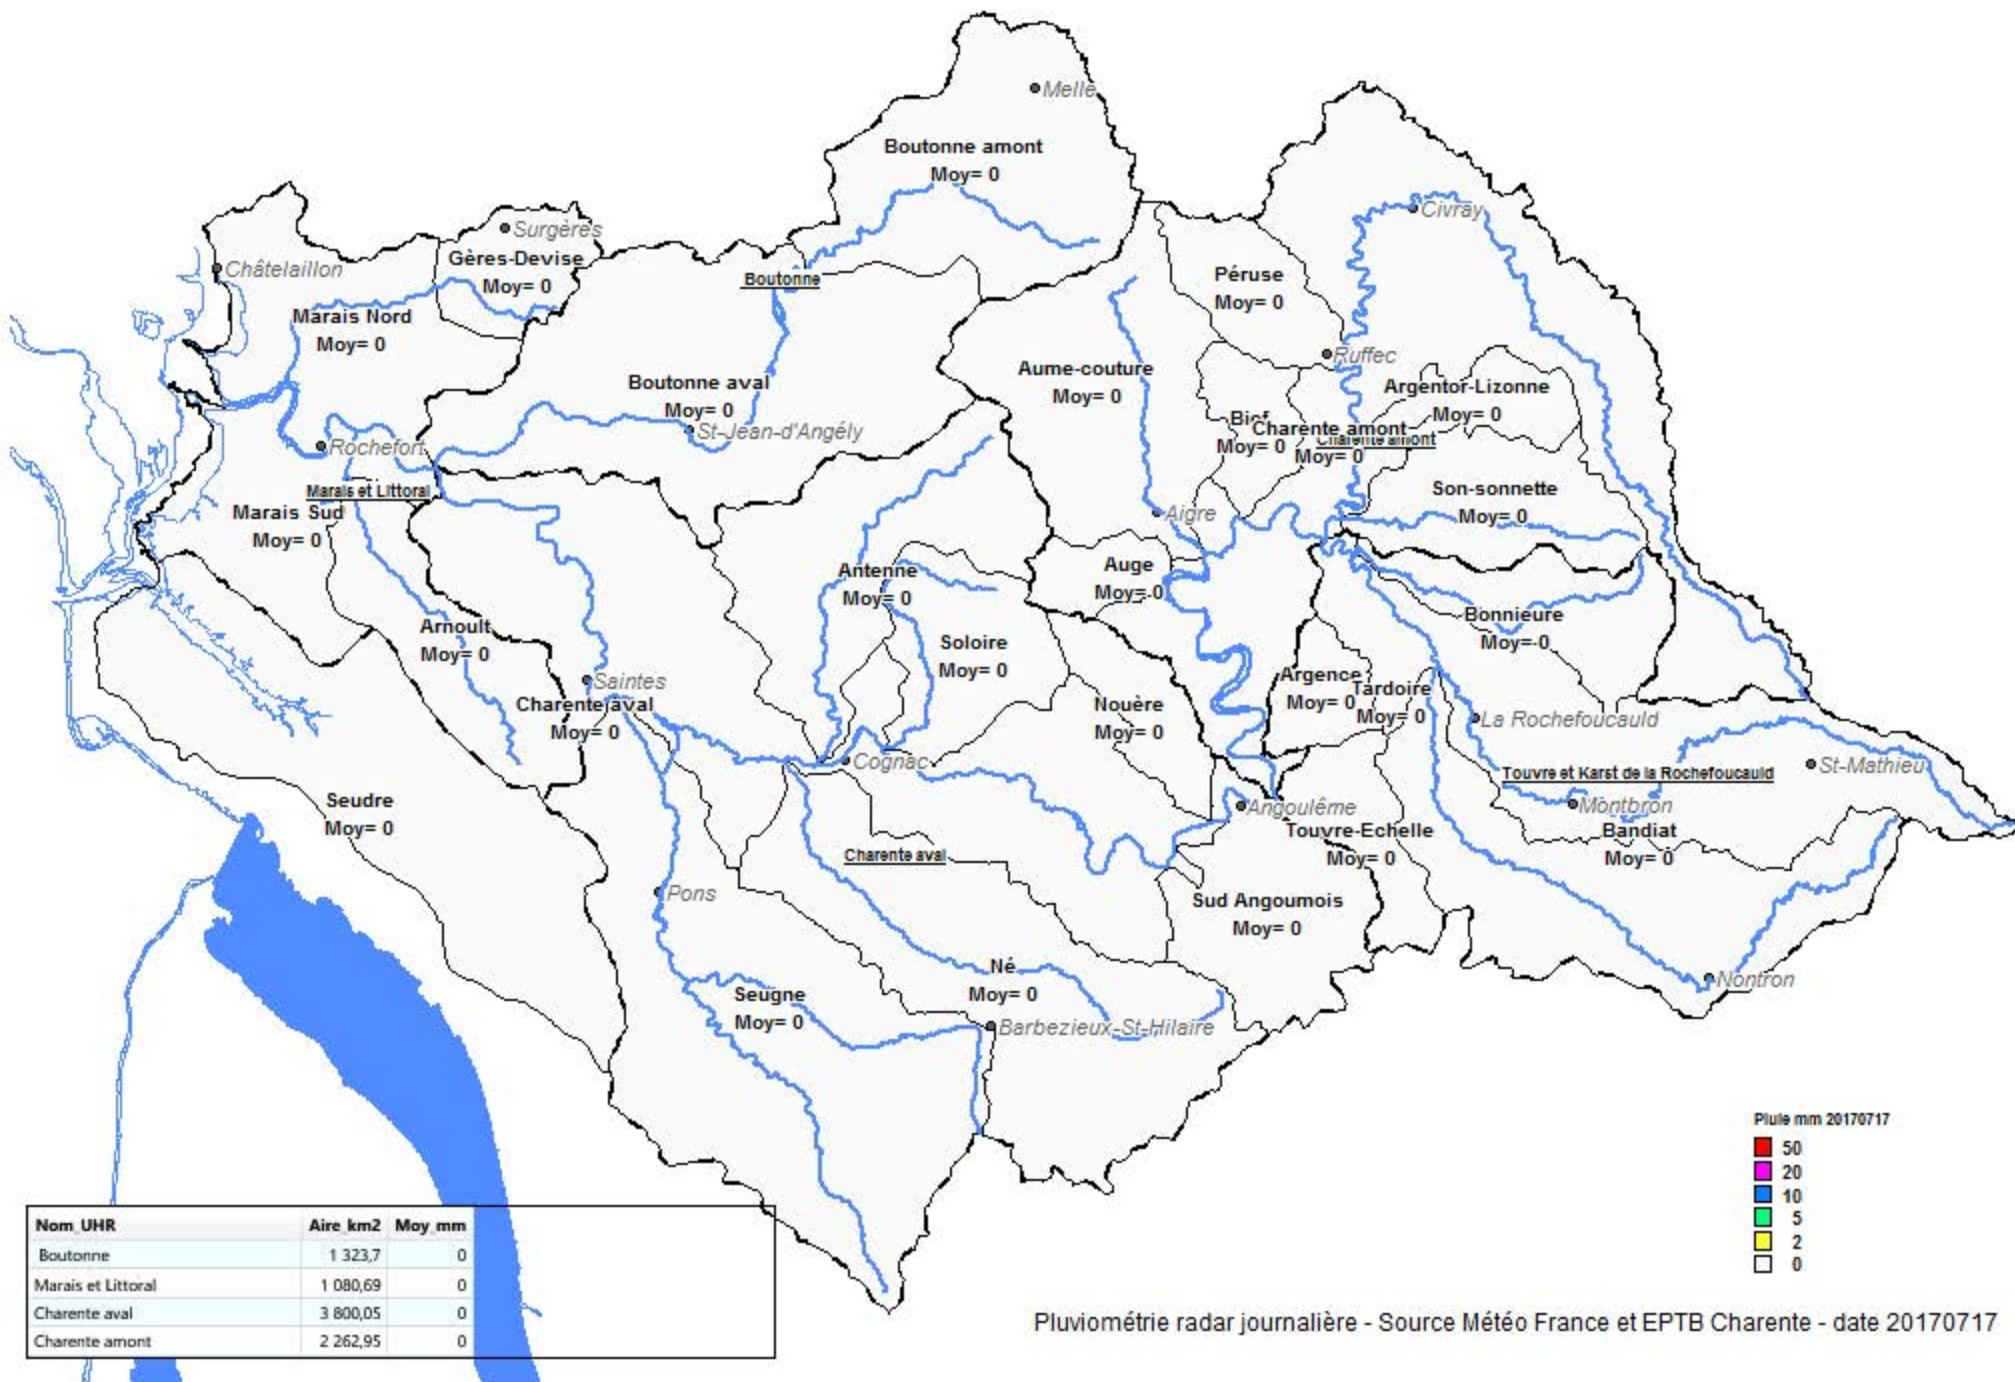 Melle
Boutonne amont
Moy= 0
Civray
Surgères
Gères-Devise
Moy= 0
Châtelaillon
Boutonne
Péruse
Moy= 0
Marais Nord
Moy= 0
Ruffec
Aume-couture
Moy= 0
Boutonne aval
Moy= 0
Argentor-Lizonne
Moy= 0
St-Jean-d'Angély
Bief
Moy= 0
Charente amont
Moy= 0
Charente amont
Rochefort
Marais et Littoral
Marais Sud
Moy= 0
Son-sonnette
Moy= 0
Aigre
Antenne
Moy= 0
Auge
Moy= 0
Bonnieure
Moy= 0
Arnoult
Moy= 0
Soloire
Moy= 0
Saintes
Charente aval
Moy= 0
Nouère
Moy= 0
Argence
Moy= 0
Tardoire
Moy= 0
La Rochefoucauld
Cognac
Touvre et Karst de la Rochefoucauld
St-Mathieu
Seudre
Moy= 0
Angoulême
Montbron
Touvre-Echelle
Moy= 0
Bandiat
Moy= 0
Charente aval
Pons
Sud Angoumois
Moy= 0
Né
Moy= 0
Nontron
Seugne
Moy= 0
Barbezieux-St-Hilaire
Pluie mm 20170717
50
20
10
5
2
0
Nom_UHR Aire_km2 Moy_mm
Boutonne 1 323,7 0
Marais et Littoral 1 080,69 0
Charente aval 3 800,05 0
Charente amont 2 262,95 0
Pluviométrie radar journalière - Source Météo France et EPTB Charente - date 20170717